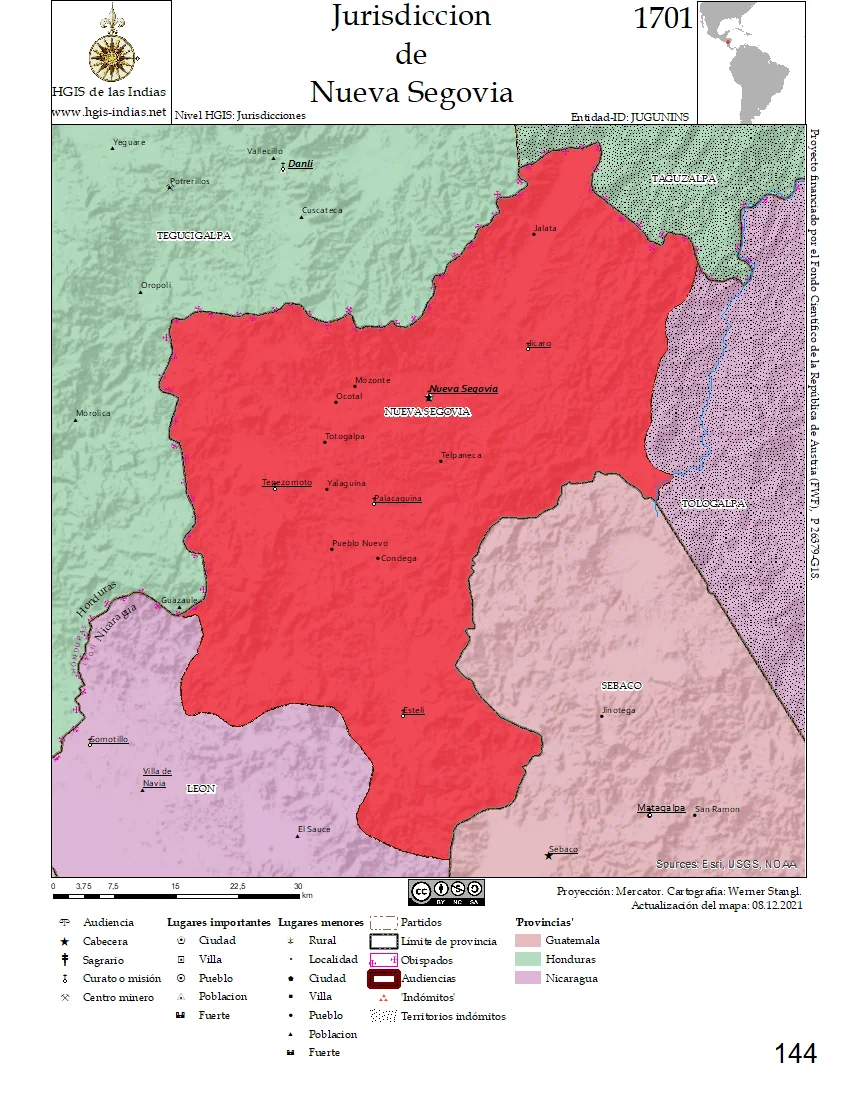 Jurisdiccion
de
Nueva Segovia
1701
HGIS de las Indias
www.hgis-indias.net
Nivel HGIS: Jurisdicciones
Entidad-ID: JUGUNINS
Proyecto financiado por el Fondo Científico de la República de Austria (FWF), P 26379-G18.
Yeguare
Vallecillo
Danli
Potrerillos
TAGUZALPA
Cuscateca
TEGUCIGALPA
Jalata
Oropoli
Jicaro
Mozonte
Nueva Segovia
Ocotal
NUEVA SEGOVIA
Morolica
Totogalpa
Telpaneca
Tepezomoto
Yalaguina
Palacaguina
TOLOGALPA
Pueblo Nuevo
Condega
Honduras
Guazaule
Nicaragua
HONDURAS
LEON
SEBACO
Esteli
Jinotega
Somotillo
Villa de
Navia
LEON
Matagalpa
San Ramon
El Sauce
Sebaco
Sources: Esri, USGS, NOAA
0 3,75 7,5 15 22,5 30
km
CC
BY NC SA
Proyección: Mercator. Cartografía: Werner Stangl.
Actualización del mapa: 08.12.2021
Audiencia
Cabecera
Sagrario
Curato o misión
Centro minero
Lugares importantes
Ciudad
Villa
Pueblo
Poblacion
Fuerte
Lugares menores
Rural
Localidad
Ciudad
Villa
Pueblo
Poblacion
Fuerte
Partidos
Límite de provincia
Obispados
Audiencias
'Indómitos'
Territorios indómitos
'Provincias'
Guatemala
Honduras
Nicaragua
144